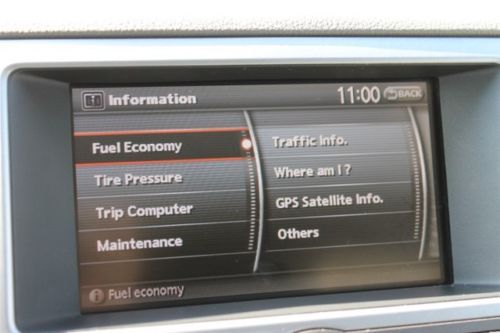 Information
11:00 BACK
Fuel Economy
Tire Pressure
Trip Computer
Maintenance
Traffic Info.
Where am I ?
GPS Satellite Info.
Others
i Fuel economy